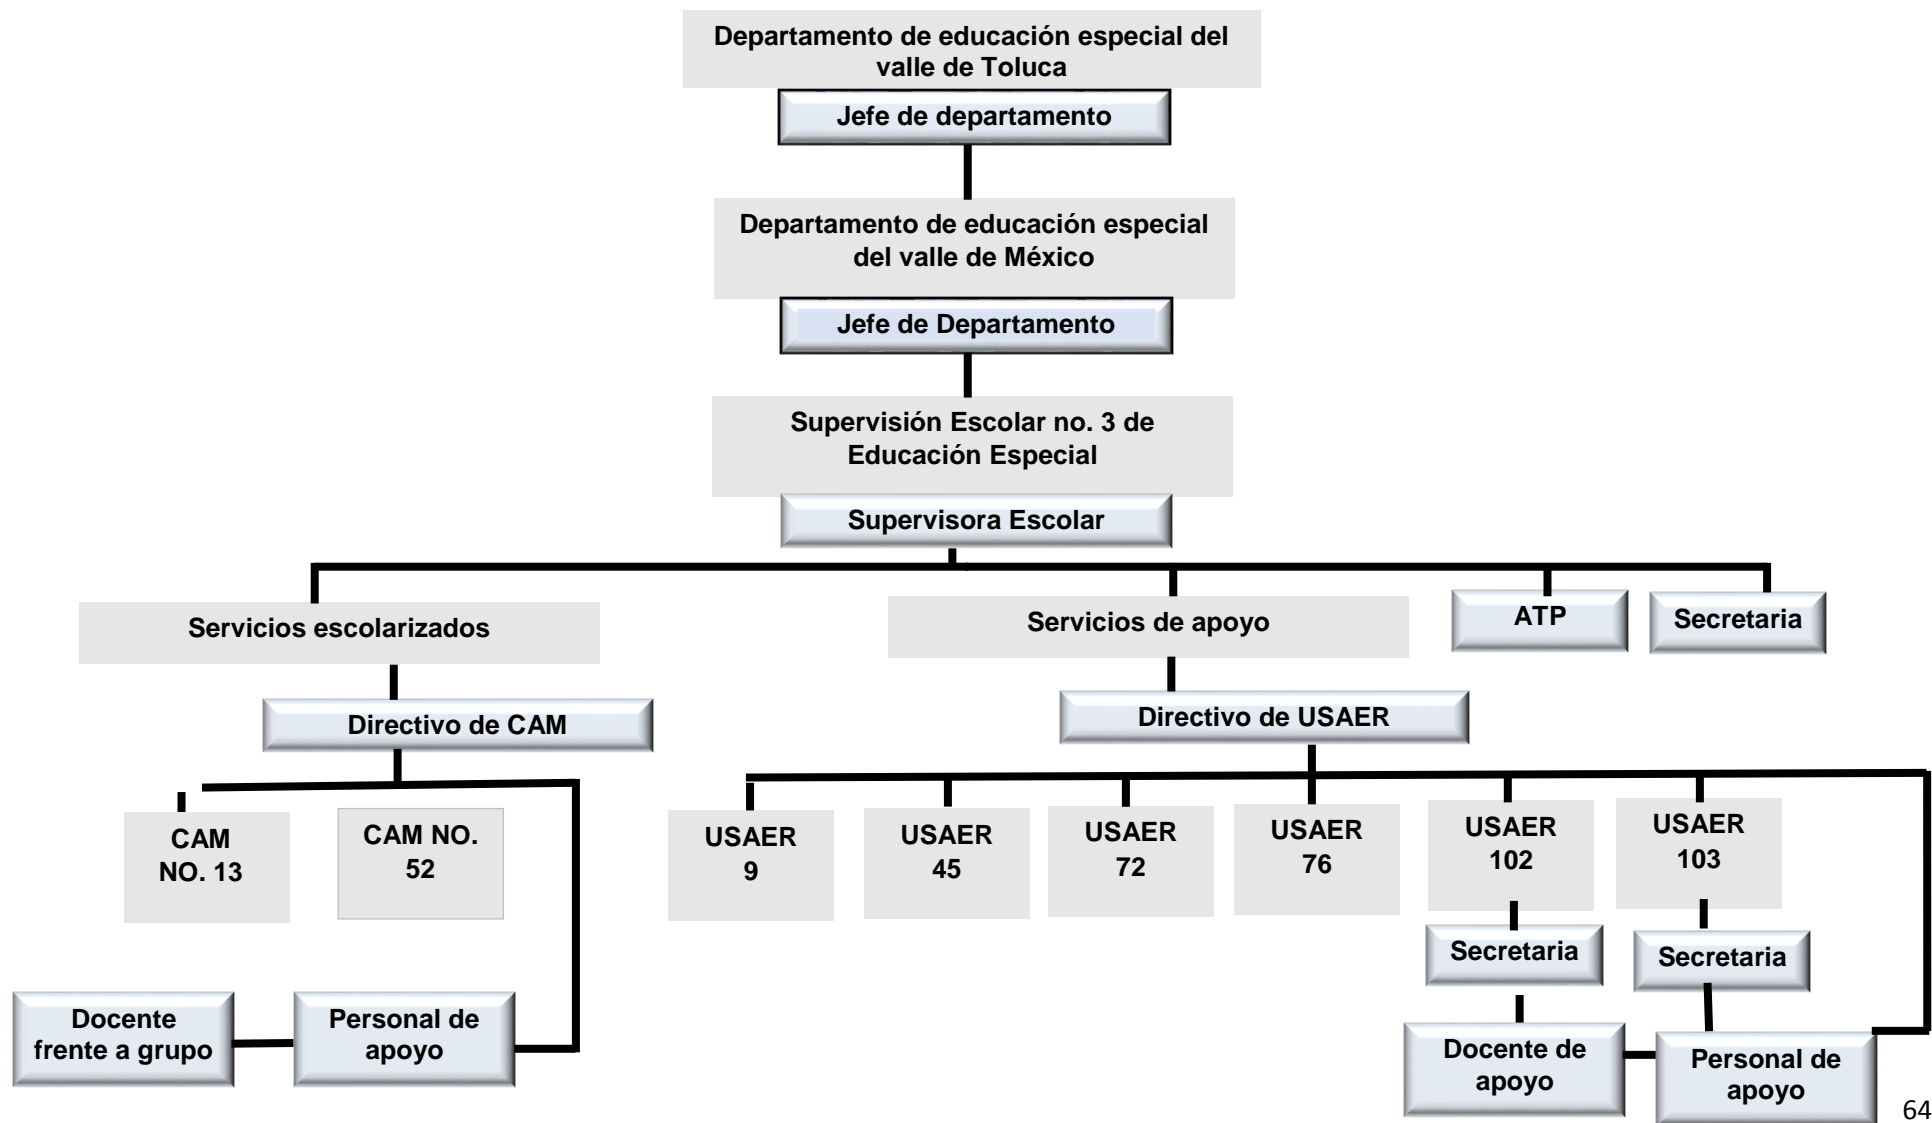 Departamento de educación especial del
valle de Toluca
Jefe de departamento
Departamento de educación especial
del valle de México
Jefe de Departamento
Supervisión Escolar no. 3 de
Educación Especial
Supervisora Escolar
Servicios escolarizados
Servicios de apoyo
ATP
Secretaria
Directivo de CAM
Directivo de USAER
CAM
NO. 13
CAM NO.
52
USAER
9
USAER
45
USAER
72
USAER
76
USAER
102
USAER
103
Secretaria
Secretaria
Docente
frente a grupo
Personal de
apoyo
Docente de
apoyo
Personal de
apoyo
64